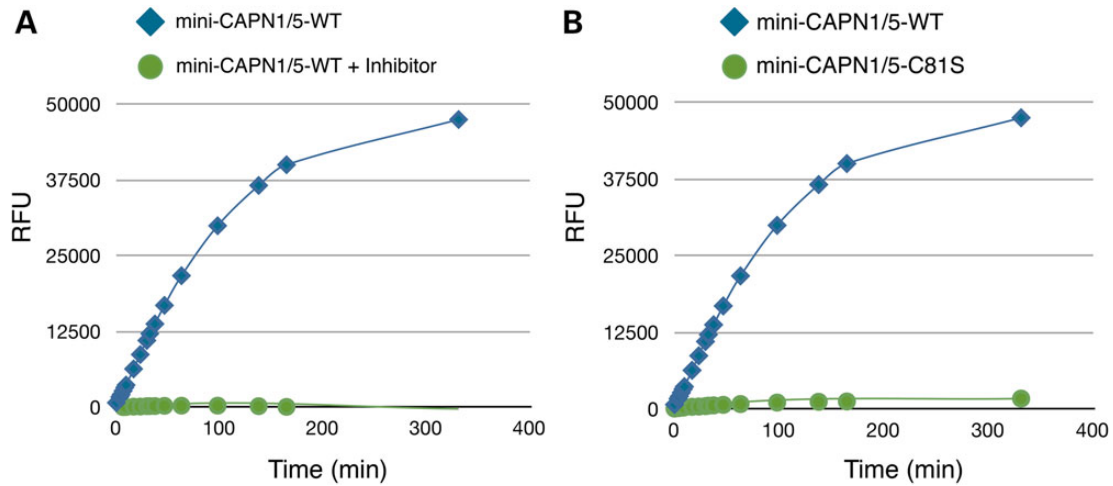 A
mini-CAPN1/5-WT
mini-CAPN1/5-WT + Inhibitor
50000
37500
25000
12500
0
RFU
0
100
200
300
400
Time (min)
B
mini-CAPN1/5-WT
mini-CAPN1/5-C81S
50000
37500
25000
12500
0
RFU
0
100
200
300
400
Time (min)